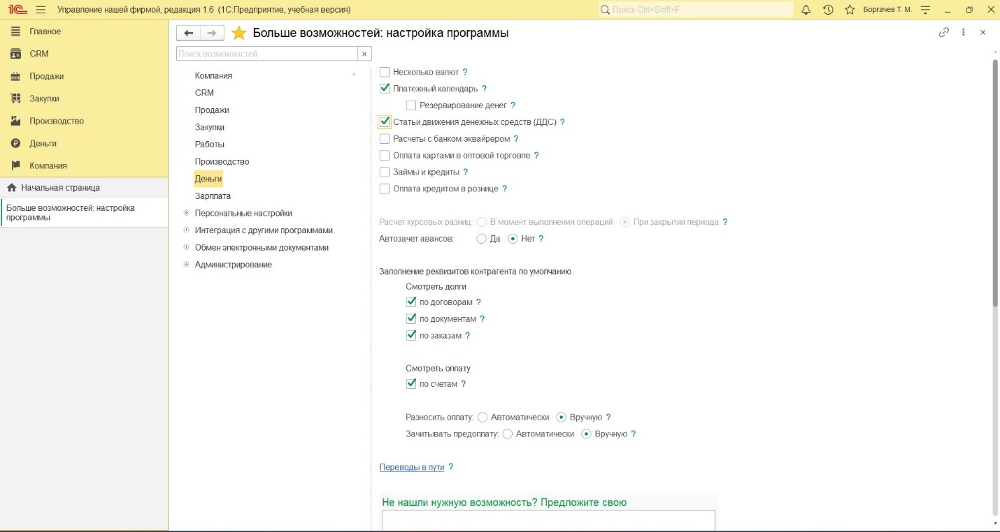 1С Управление нашей фирмой, редакция 1.6 (1С:Предприятие, учебная версия) Поиск Ctrl+Shift+F Боргачев Т. М.
Главное
CRM
Продажи
Закупки
Производство
Деньги
Компания
Начальная страница
Больше возможностей: настройка
программы
Больше возможностей: настройка программы
Поиск возможностей
Компания
CRM
Продажи
Закупки
Работы
Производство
Деньги
Зарплата
Персональные настройки
Интеграция с другими программами
Обмен электронными документами
Администрирование
Несколько валют ?
Платежный календарь ?
Резервирование денег ?
Статьи движения денежных средств (ДДС) ?
Расчеты с банком-эквайрером ?
Оплата картами в оптовой торговле ?
Займы и кредиты ?
Оплата кредитом в рознице ?
Расчет курсовых разниц: В момент выполнения операций При закрытии периода ?
Автозачет авансов: Да Нет ?
Заполнение реквизитов контрагента по умолчанию
Смотреть долги
по договорам ?
по документам ?
по заказам ?
Смотреть оплату
по счетам ?
Разносить оплату: Автоматически Вручную ?
Зачитывать предоплату: Автоматически Вручную ?
Переводы в пути ?
Не нашли нужную возможность? Предложите свою